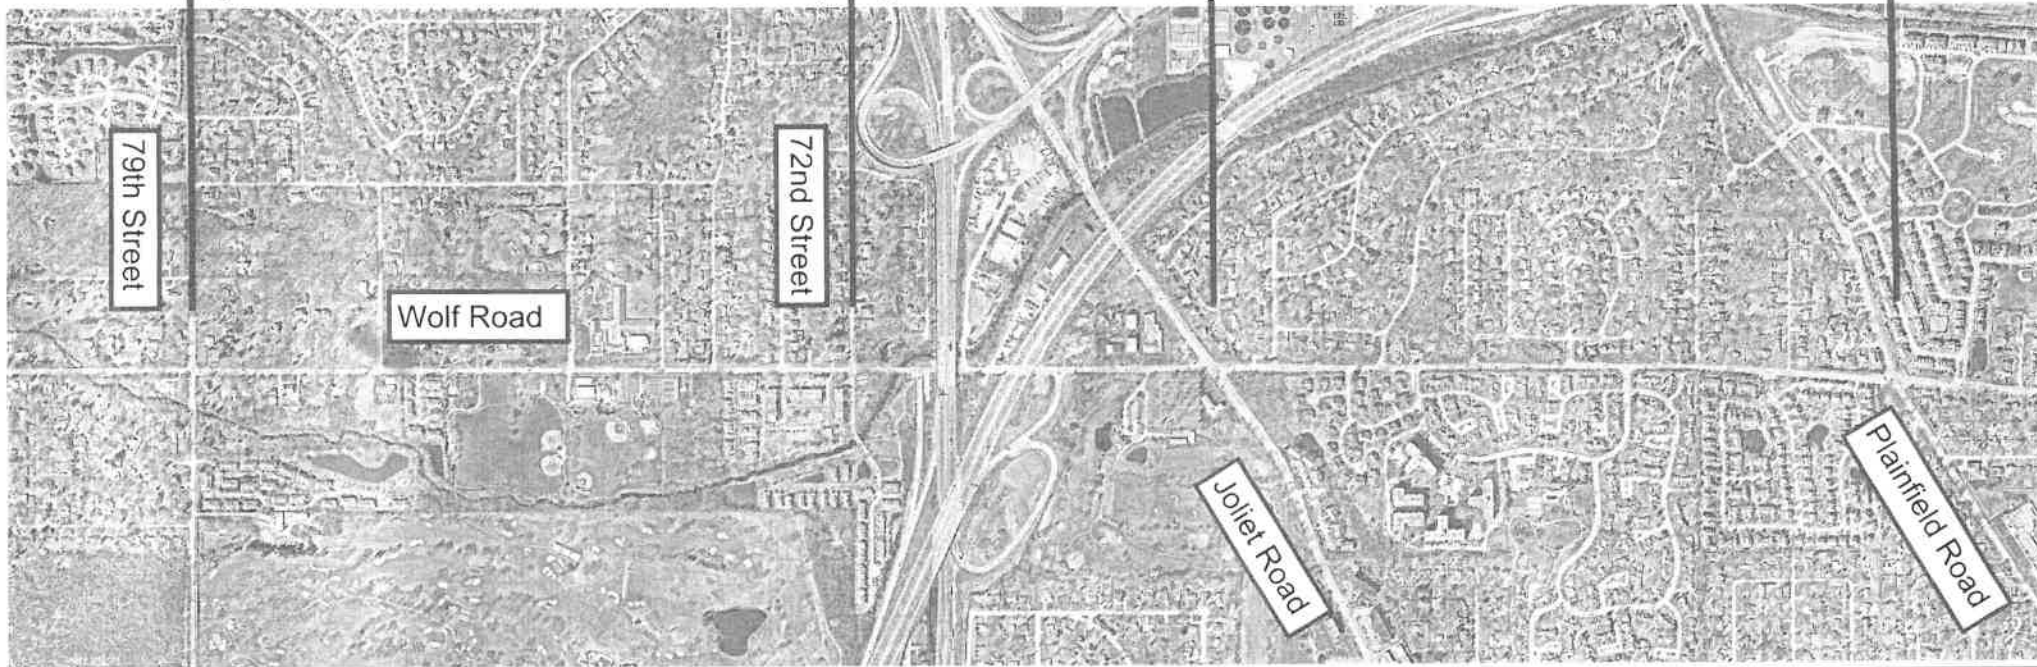 79th Street
Wolf Road
72nd Street
Joliet Road
Plainfield Road